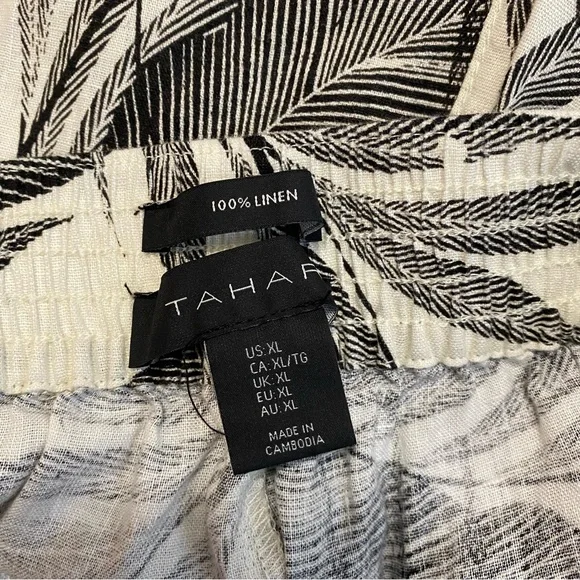 100% LINEN
TAHAR
US: XL
CA: XL/TG
UK: XL
EU: XL
AU: XL
MADE IN
CAMBODIA